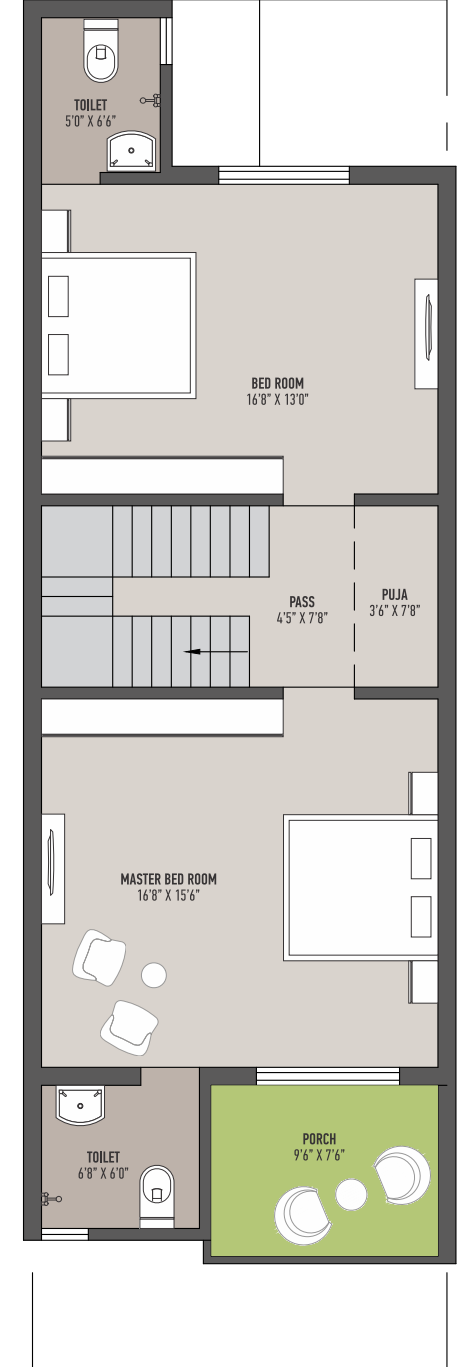 TOILET
5'0" X 6'6"
BED ROOM
16'8" X 13'0"
PASS
4'5" X 7'8"
PUJA
3'6" X 7'8"
MASTER BED ROOM
16'8" X 15'6"
TOILET
6'8" X 6'0"
PORCH
9'6" X 7'6"